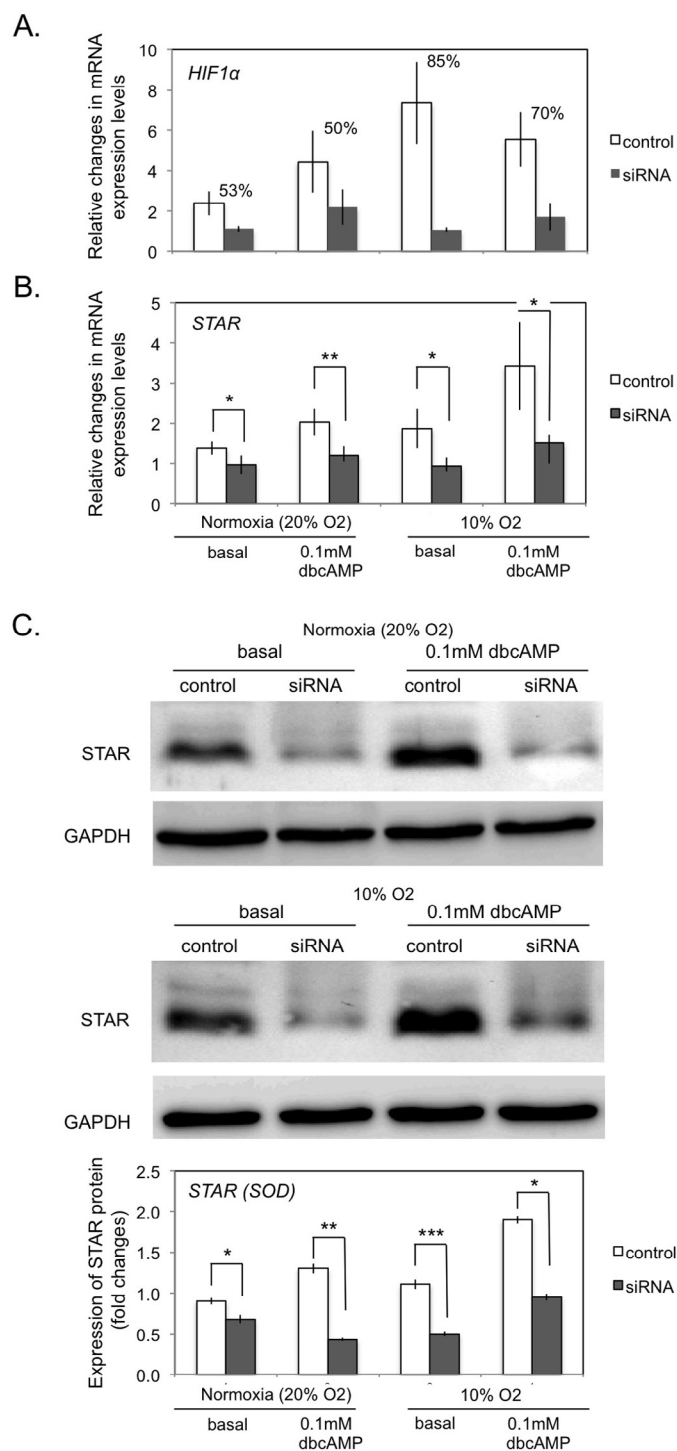 A.
Relative changes in mRNA
expression levels
10
8
6
4
2
0
HIF1α
53%
50%
85%
70%
control
siRNA
B.
Relative changes in mRNA
expression levels
5
4
3
2
1
0
STAR
*
**
*
*
control
siRNA
Normoxia (20% O2)
10% O2
basal
0.1mM
dbcAMP
basal
0.1mM
dbcAMP
C.
Normoxia (20% O2)
basal
0.1mM dbcAMP
control
siRNA
control
siRNA
STAR
GAPDH
10% O2
basal
0.1mM dbcAMP
control
siRNA
control
siRNA
STAR
GAPDH
Expression of STAR protein
(fold changes)
2.5
2.0
1.5
1.0
0.5
0.0
STAR (SOD)
*
**
***
*
control
siRNA
Normoxia (20% O2)
10% O2
basal
0.1mM
dbcAMP
basal
0.1mM
dbcAMP